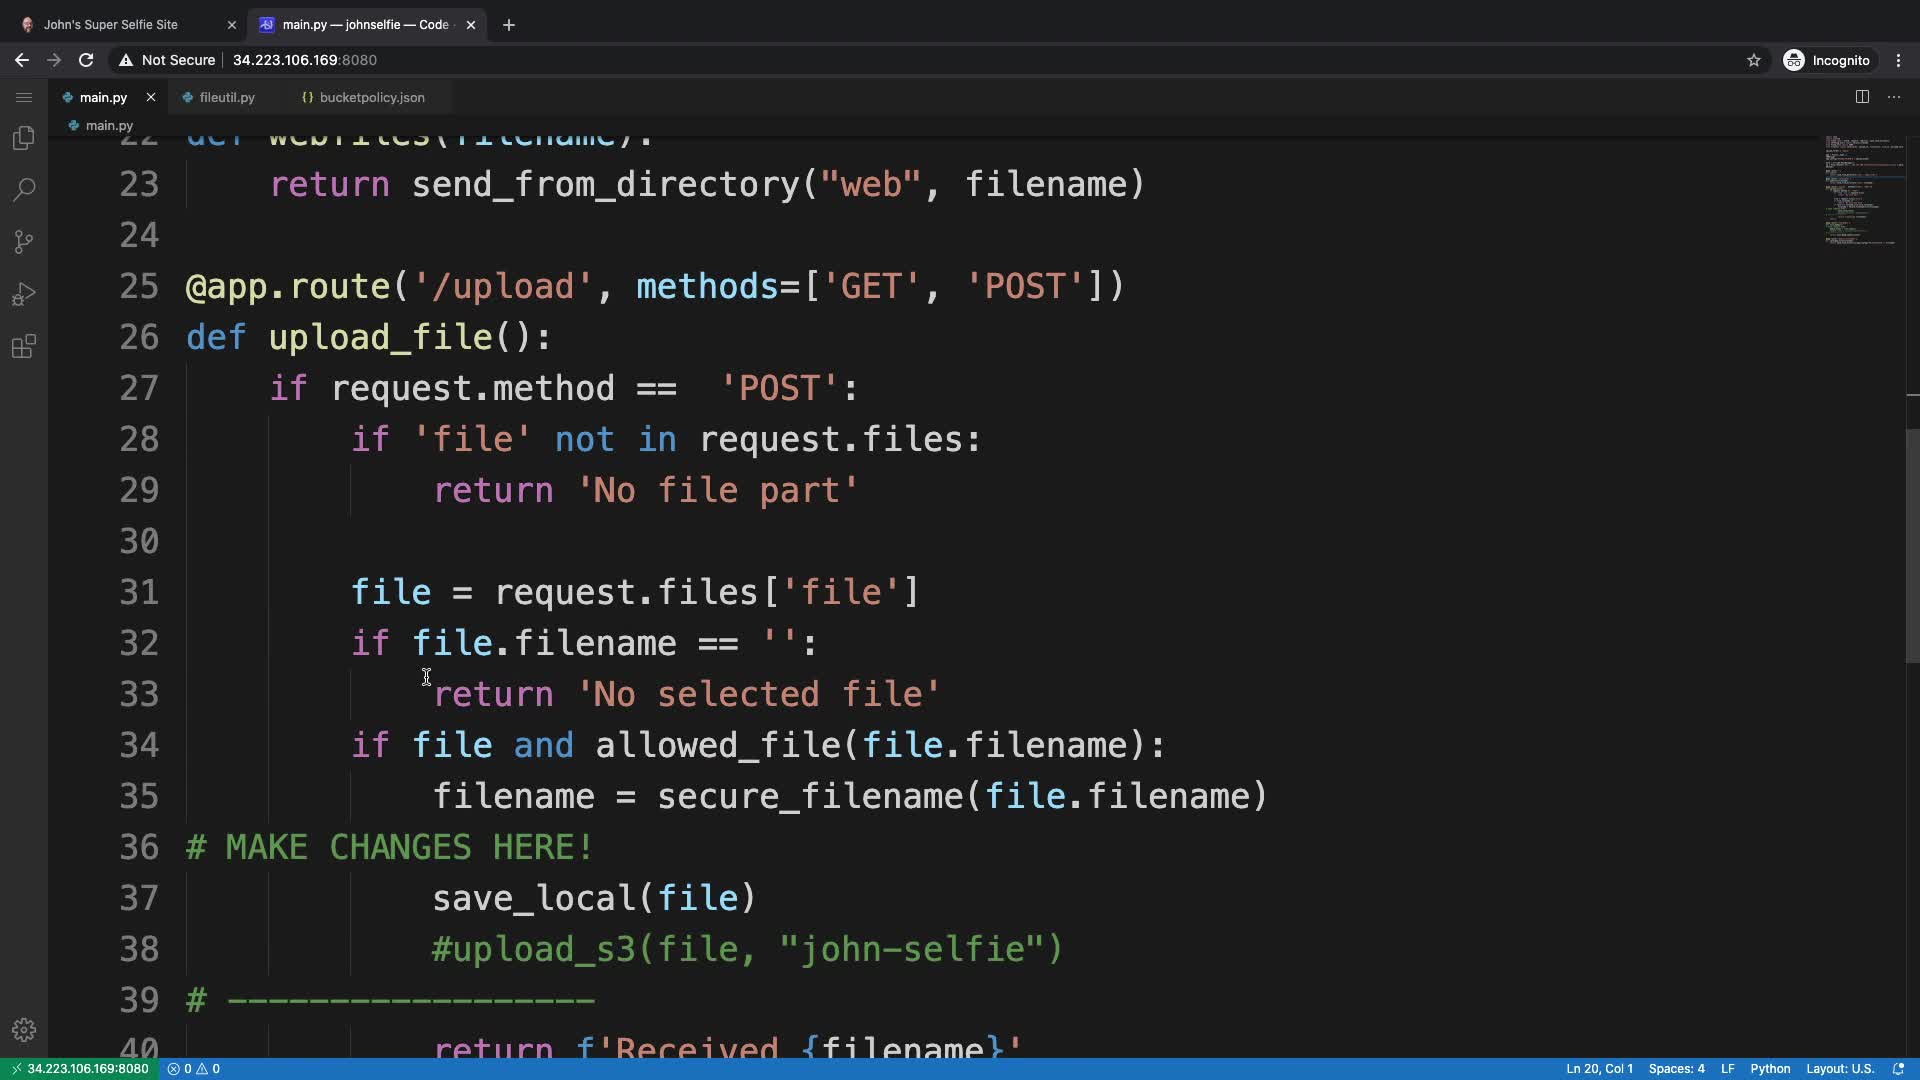 John's Super Selfie Site
main.py — johnselfie — Code
Not Secure
34.223.106.169:8080
Incognito
main.py
fileutil.py
{} bucketpolicy.json
main.py
22 def webfiles(filename):
23 return send_from_directory("web", filename)
24
25 @app.route('/upload', methods=['GET', 'POST'])
26 def upload_file():
27 if request.method ==  'POST':
28 if 'file' not in request.files:
29 return 'No file part'
30
31 file = request.files['file']
32 if file.filename == '':
33 return 'No selected file'
34 if file and allowed_file(file.filename):
35 filename = secure_filename(file.filename)
36 # MAKE CHANGES HERE!
37 save_local(file)
38 #upload_s3(file, "john-selfie")
39 # ------------------
40 return f'Received {filename}'
34.223.106.169:8080
0
0
Ln 20, Col 1
Spaces: 4
LF
Python
Layout: U.S.